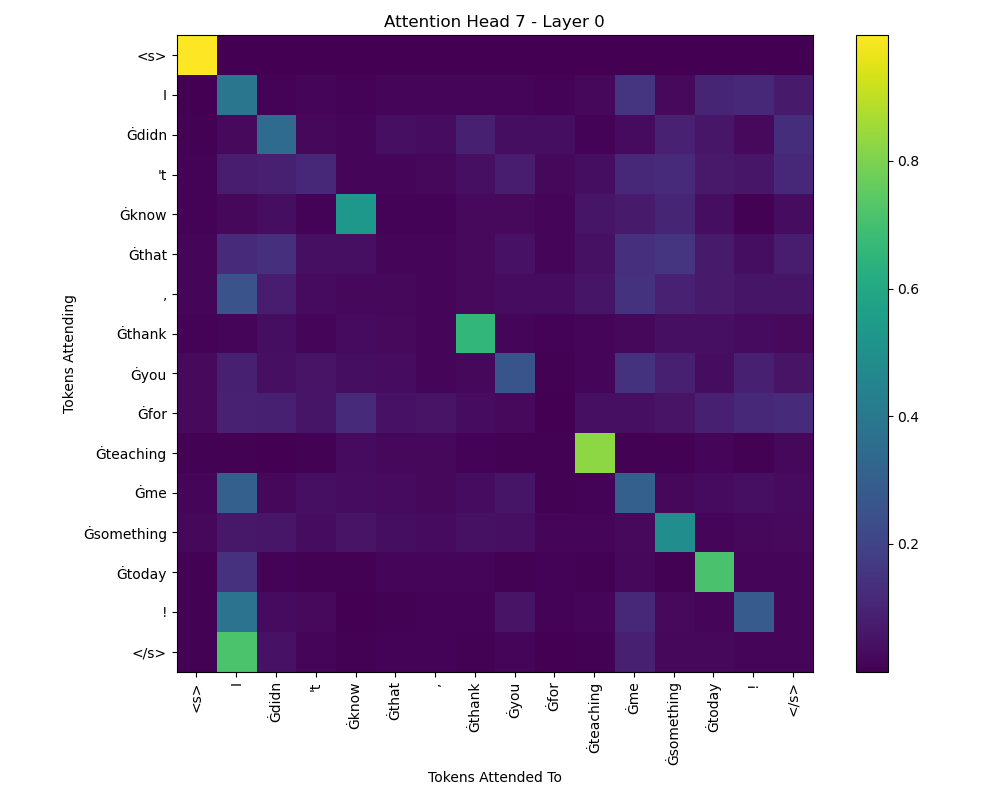 Attention Head 7 - Layer 0
Tokens Attending
<s>
I
Ġdidn
't
Ġknow
Ġthat
,
Ġthank
Ġyou
Ġfor
Ġteaching
Ġme
Ġsomething
Ġtoday
!
</s>
<s>
I
Ġdidn
't
Ġknow
Ġthat
,
Ġthank
Ġyou
Ġfor
Ġteaching
Ġme
Ġsomething
Ġtoday
!
</s>
Tokens Attended To
0.8
0.6
0.4
0.2